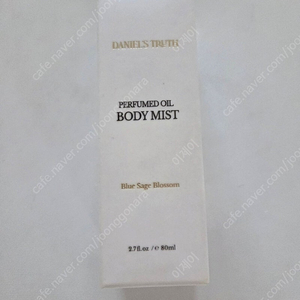 DANIEL'S TRUTH
PERFUMED OIL
BODY MIST
Blue Sage Blossom
2.7fl.oz / ℮ 80ml